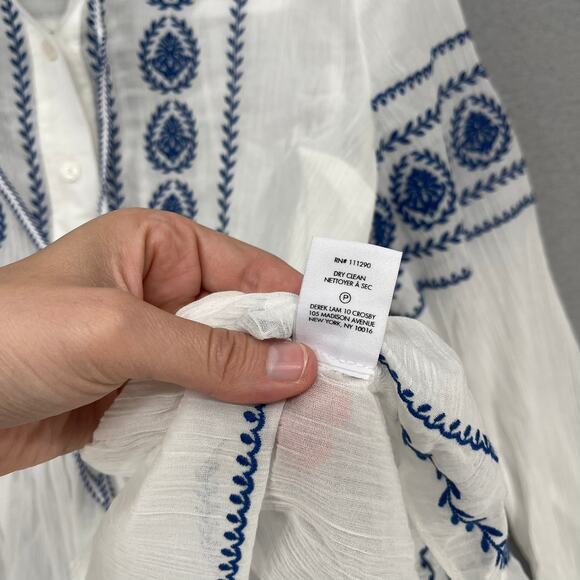 RN# 111290
DRY CLEAN
NETTOYER À SEC
P
DEREK LAM 10 CROSBY
105 MADISON AVENUE
NEW YORK, NY 10016